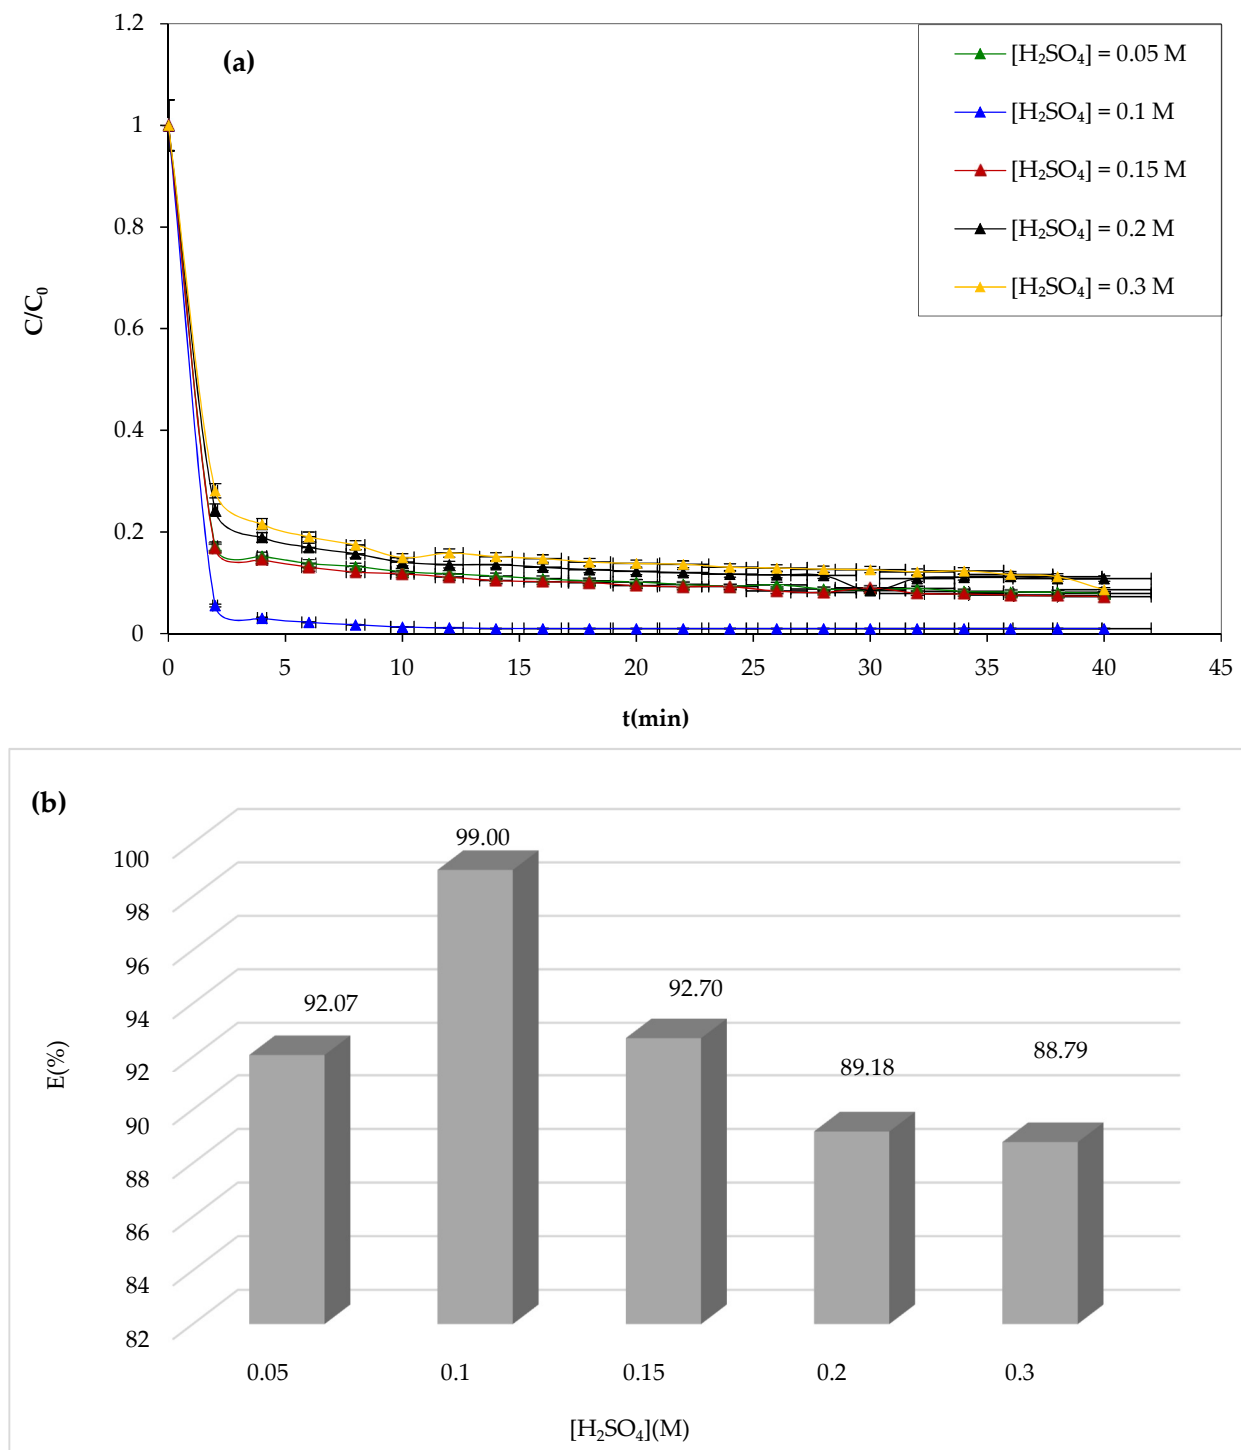 (a)
1.2
1
0.8
0.6
0.4
0.2
0
C/C₀
0 5 10 15 20 25 30 35 40 45
t(min)
[H₂SO₄] = 0.05 M
[H₂SO₄] = 0.1 M
[H₂SO₄] = 0.15 M
[H₂SO₄] = 0.2 M
[H₂SO₄] = 0.3 M
(b)
100
98
96
94
92
90
88
86
84
82
E(%)
92.07
99.00
92.70
89.18
88.79
0.05 0.1 0.15 0.2 0.3
[H₂SO₄](M)